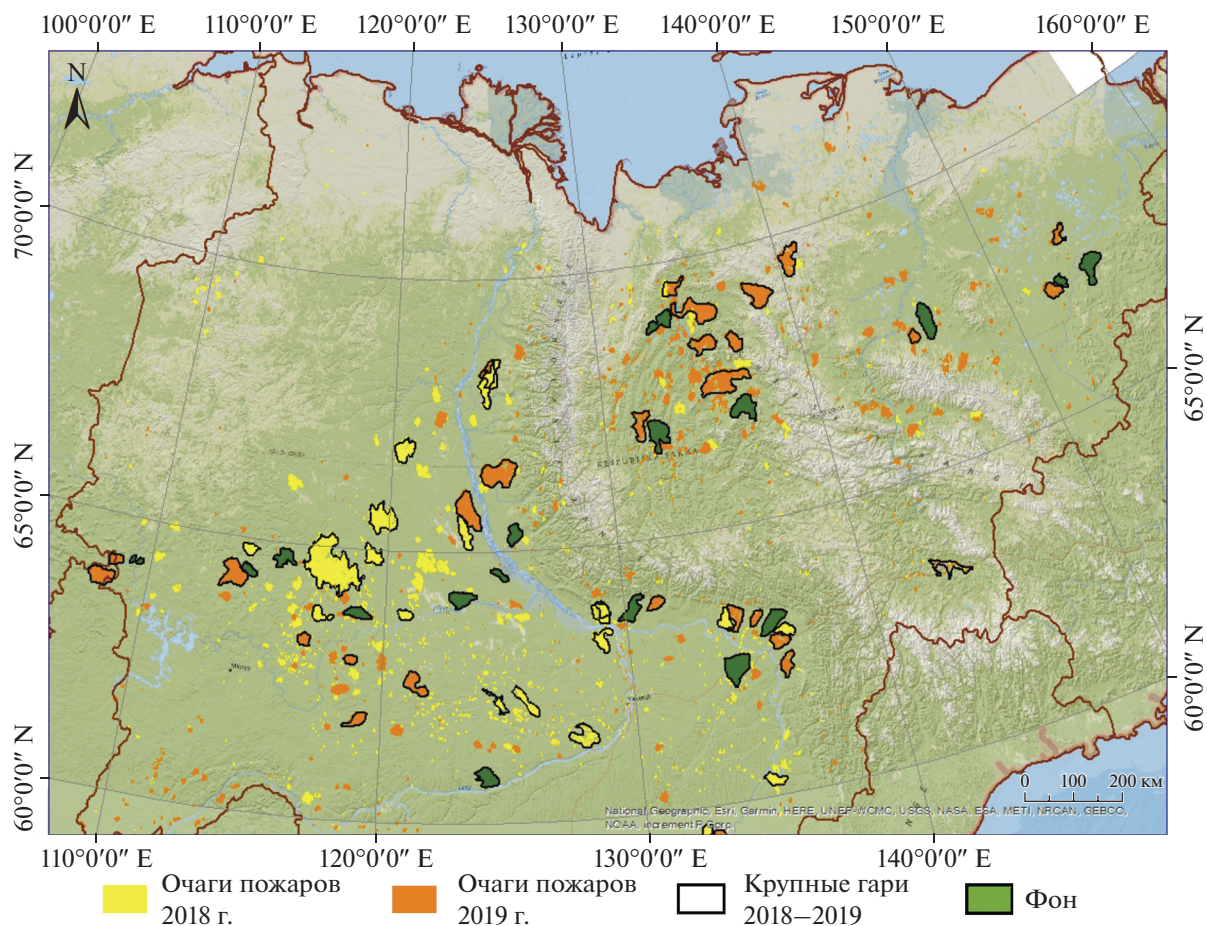 100°0′0″ E 110°0′0″ E 120°0′0″ E 130°0′0″ E 140°0′0″ E 150°0′0″ E 160°0′0″ E
N
70°0′0″ N
65°0′0″ N
60°0′0″ N
65°0′0″ N
60°0′0″ N
0 100 200 км
National Geographic, Esri, Garmin, HERE, UNEP-WCMC, USGS, NASA, ESA, METI, NRCAN, GEBCO,
NOAA, increment P Corp.
110°0′0″ E 120°0′0″ E 130°0′0″ E 140°0′0″ E
Очаги пожаров
2018 г.
Очаги пожаров
2019 г.
Крупные гари
2018–2019
Фон